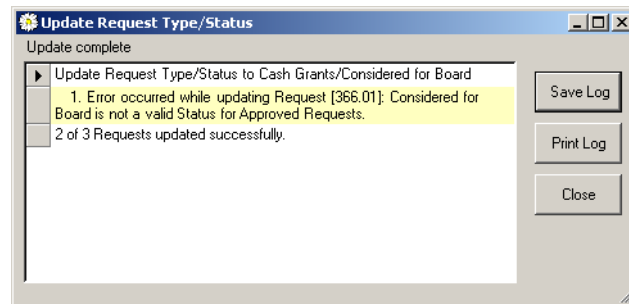 Update Request Type/Status
Update complete
Update Request Type/Status to Cash Grants/Considered for Board
1. Error occurred while updating Request [366.01]: Considered for
Board is not a valid Status for Approved Requests.
2 of 3 Requests updated successfully.
Save Log
Print Log
Close